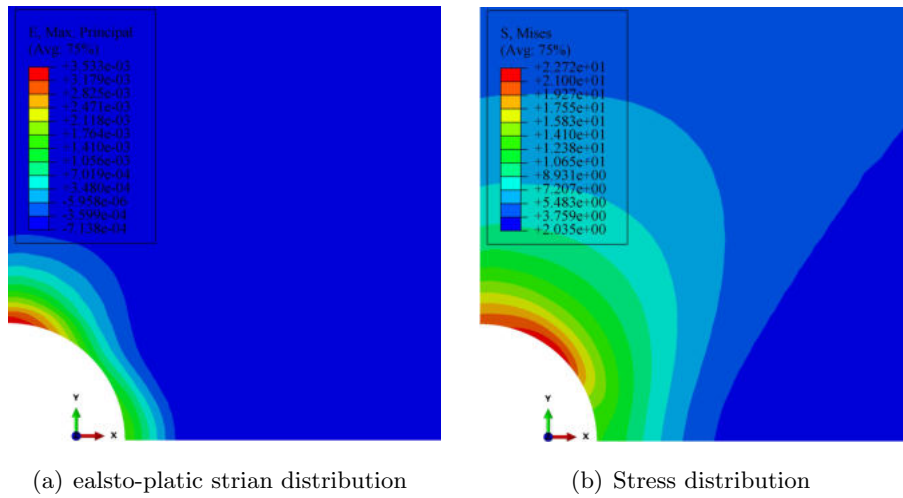 E, Max. Principal
(Avg: 75%)
+3.533e-03
+3.179e-03
+2.825e-03
+2.471e-03
+2.118e-03
+1.764e-03
+1.410e-03
+1.056e-03
+7.019e-04
+3.480e-04
-5.958e-06
-3.599e-04
-7.138e-04
Y
X
S, Mises
(Avg: 75%)
+2.272e+01
+2.100e+01
+1.927e+01
+1.755e+01
+1.583e+01
+1.410e+01
+1.238e+01
+1.065e+01
+8.931e+00
+7.207e+00
+5.483e+00
+3.759e+00
+2.035e+00
Y
X
(a) ealsto-platic strian distribution
(b) Stress distribution